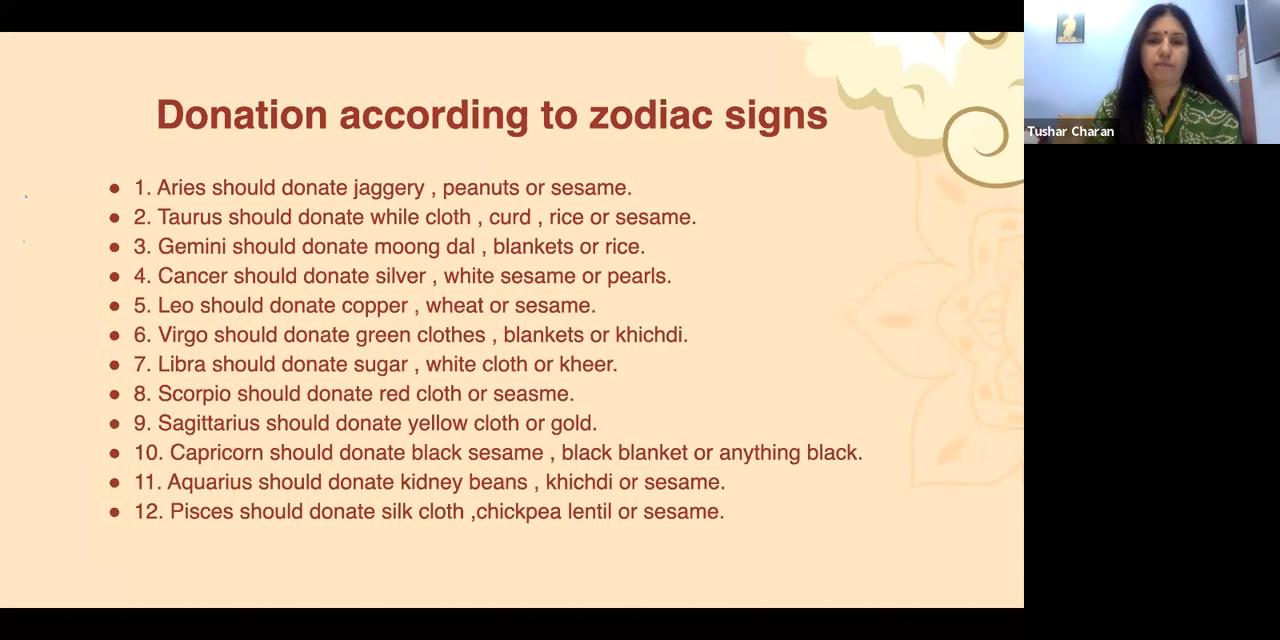 Donation according to zodiac signs
1. Aries should donate jaggery , peanuts or sesame.
2. Taurus should donate while cloth , curd , rice or sesame.
3. Gemini should donate moong dal , blankets or rice.
4. Cancer should donate silver , white sesame or pearls.
5. Leo should donate copper , wheat or sesame.
6. Virgo should donate green clothes , blankets or khichdi.
7. Libra should donate sugar , white cloth or kheer.
8. Scorpio should donate red cloth or seasme.
9. Sagittarius should donate yellow cloth or gold.
10. Capricorn should donate black sesame , black blanket or anything black.
11. Aquarius should donate kidney beans , khichdi or sesame.
12. Pisces should donate silk cloth ,chickpea lentil or sesame.
Tushar Charan